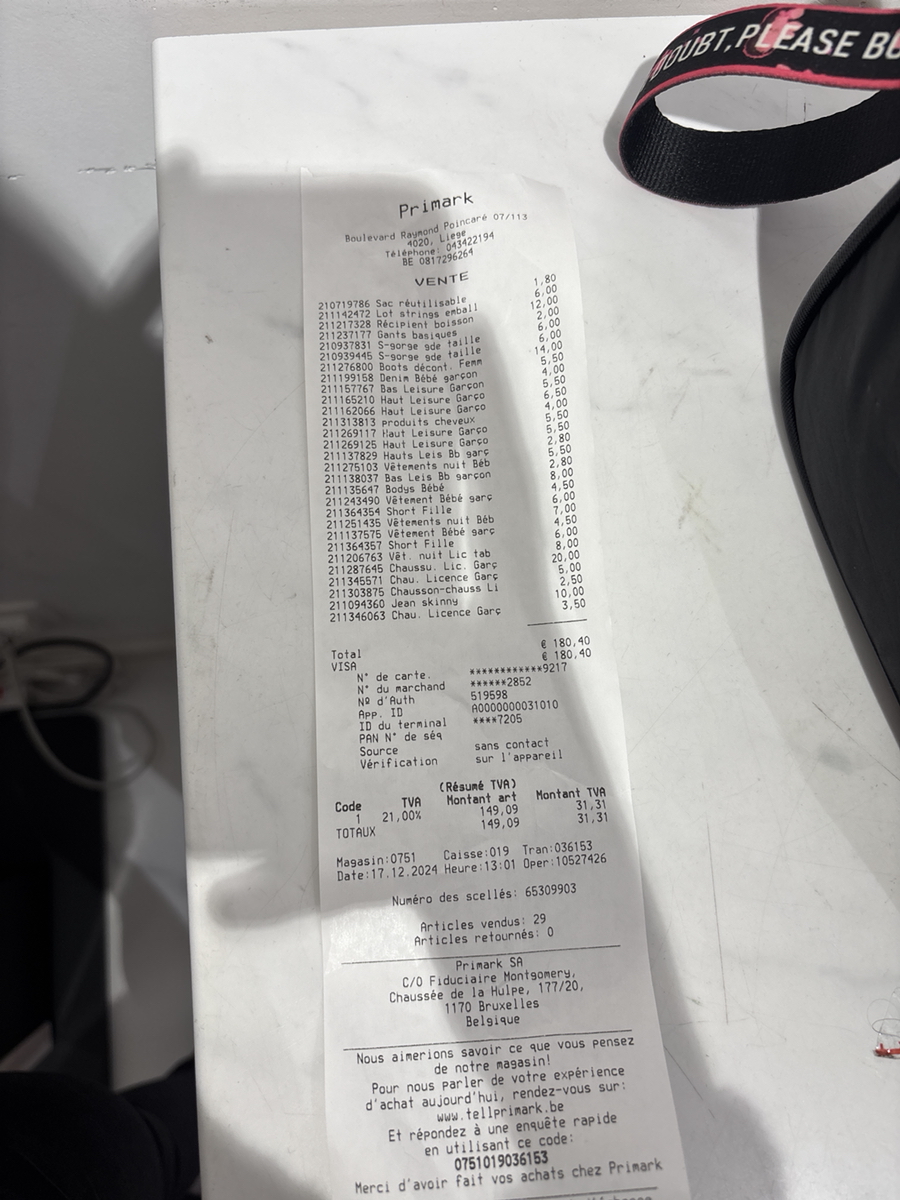 DOUBT, PLEASE BU
Primark
Boulevard Raymond Poincaré 07/113
4020, Liege
Téléphone: 043422194
BE 0817296264
VENTE
210719786 Sac réutilisable 1,80
211142472 Lot strings emball 6,00
211217328 Récipient boisson 12,00
211237177 Gants basiques 2,00
210937831 S-gorge gde taille 6,00
210939445 S-gorge gde taille 6,00
211276800 Boots décont. Femm 14,00
211199158 Denim Bébé garçon 5,50
211157767 Bas Leisure Garçon 4,00
211165210 Haut Leisure Garço 5,50
211162066 Haut Leisure Garço 6,50
211313813 produits cheveux 4,00
211269117 Haut Leisure Garço 5,50
211269125 Haut Leisure Garço 5,50
211137829 Hauts Leis Bb garç 2,80
211275103 Vêtements nuit Béb 5,50
211138037 Bas Leis Bb garçon 2,80
211135647 Bodys Bébé 8,00
211243490 Vêtement Bébé garç 4,50
211364354 Short Fille 6,00
211251435 Vêtements nuit Béb 7,00
211137575 Vêtement Bébé garç 4,50
211364357 Short Fille 6,00
211206763 Vêt. nuit Lic tab 8,00
211287645 Chaussu. Lic. Garç 20,00
211345571 Chau. Licence Garç 5,00
211303875 Chausson-chauss Li 2,50
211094360 Jean skinny 10,00
211346063 Chau. Licence Garç 3,50
Total € 180,40
VISA € 180,40
N° de carte. ************9217
N° du marchand ******2852
Nº d'Auth 519598
App. ID A0000000031010
ID du terminal ****7205
PAN N° de séq
Source sans contact
Vérification sur l'appareil
(Résumé TVA)
Code TVA Montant art Montant TVA
1 21,00% 149,09 31,31
TOTAUX 149,09 31,31
Magasin:0751 Caisse:019 Tran:036153
Date:17.12.2024 Heure:13:01 Oper:10527426
Numéro des scellés: 65309903
Articles vendus: 29
Articles retournés: 0
Primark SA
C/O Fiduciaire Montgomery,
Chaussée de la Hulpe, 177/20,
1170 Bruxelles
Belgique
Nous aimerions savoir ce que vous pensez
de notre magasin!
Pour nous parler de votre expérience
d'achat aujourd'hui, rendez-vous sur:
www.tellprimark.be
Et répondez à une enquête rapide
en utilisant ce code:
0751019036153
Merci d'avoir fait vos achats chez Primark